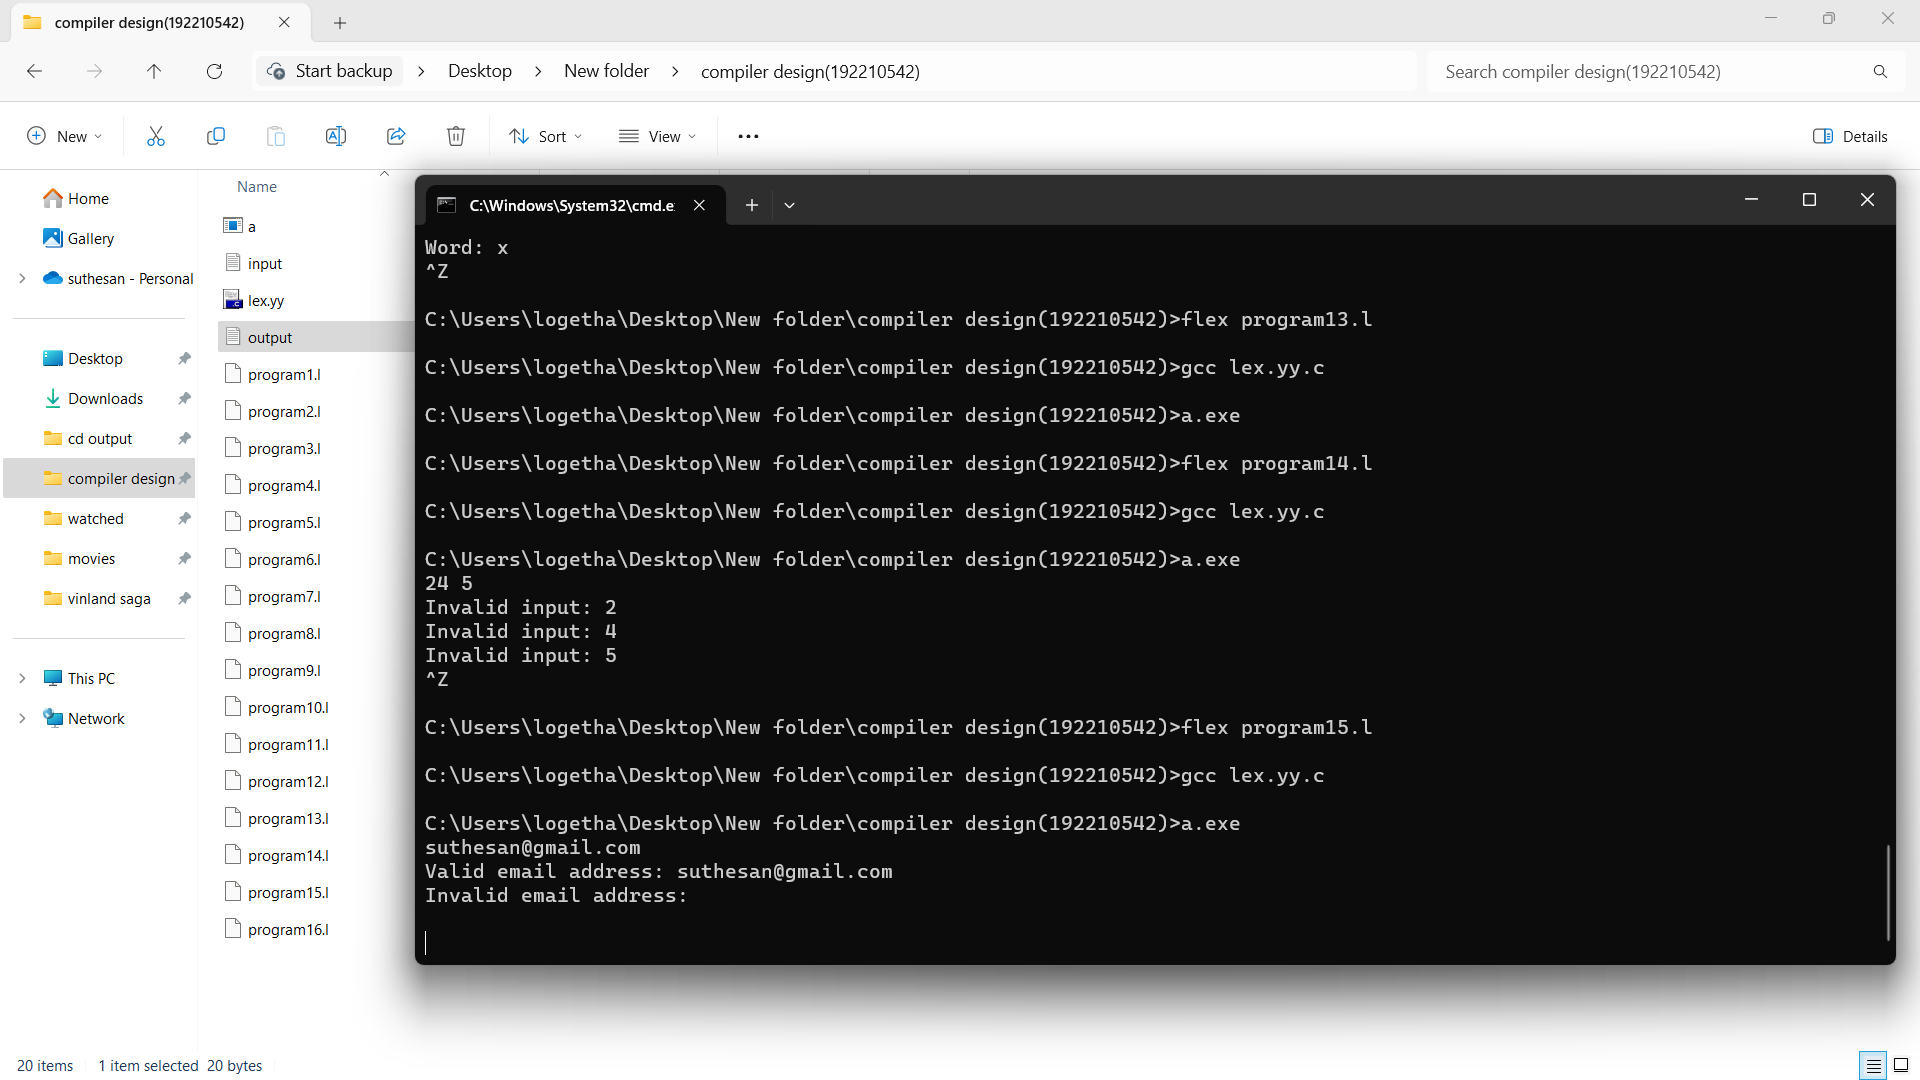 compiler design(192210542)
Start backup > Desktop > New folder > compiler design(192210542)
Search compiler design(192210542)
New
Sort
View
Details
Home
Gallery
suthesan - Personal
Desktop
Downloads
cd output
compiler design
watched
movies
vinland saga
This PC
Network
Name
a
input
lex.yy
output
program1.l
program2.l
program3.l
program4.l
program5.l
program6.l
program7.l
program8.l
program9.l
program10.l
program11.l
program12.l
program13.l
program14.l
program15.l
program16.l
C:\Windows\System32\cmd.e
Word: x
^Z
C:\Users\logetha\Desktop\New folder\compiler design(192210542)>flex program13.l
C:\Users\logetha\Desktop\New folder\compiler design(192210542)>gcc lex.yy.c
C:\Users\logetha\Desktop\New folder\compiler design(192210542)>a.exe
C:\Users\logetha\Desktop\New folder\compiler design(192210542)>flex program14.l
C:\Users\logetha\Desktop\New folder\compiler design(192210542)>gcc lex.yy.c
C:\Users\logetha\Desktop\New folder\compiler design(192210542)>a.exe
24 5
Invalid input: 2
Invalid input: 4
Invalid input: 5
^Z
C:\Users\logetha\Desktop\New folder\compiler design(192210542)>flex program15.l
C:\Users\logetha\Desktop\New folder\compiler design(192210542)>gcc lex.yy.c
C:\Users\logetha\Desktop\New folder\compiler design(192210542)>a.exe
suthesan@gmail.com
Valid email address: suthesan@gmail.com
Invalid email address:
20 items
1 item selected 20 bytes